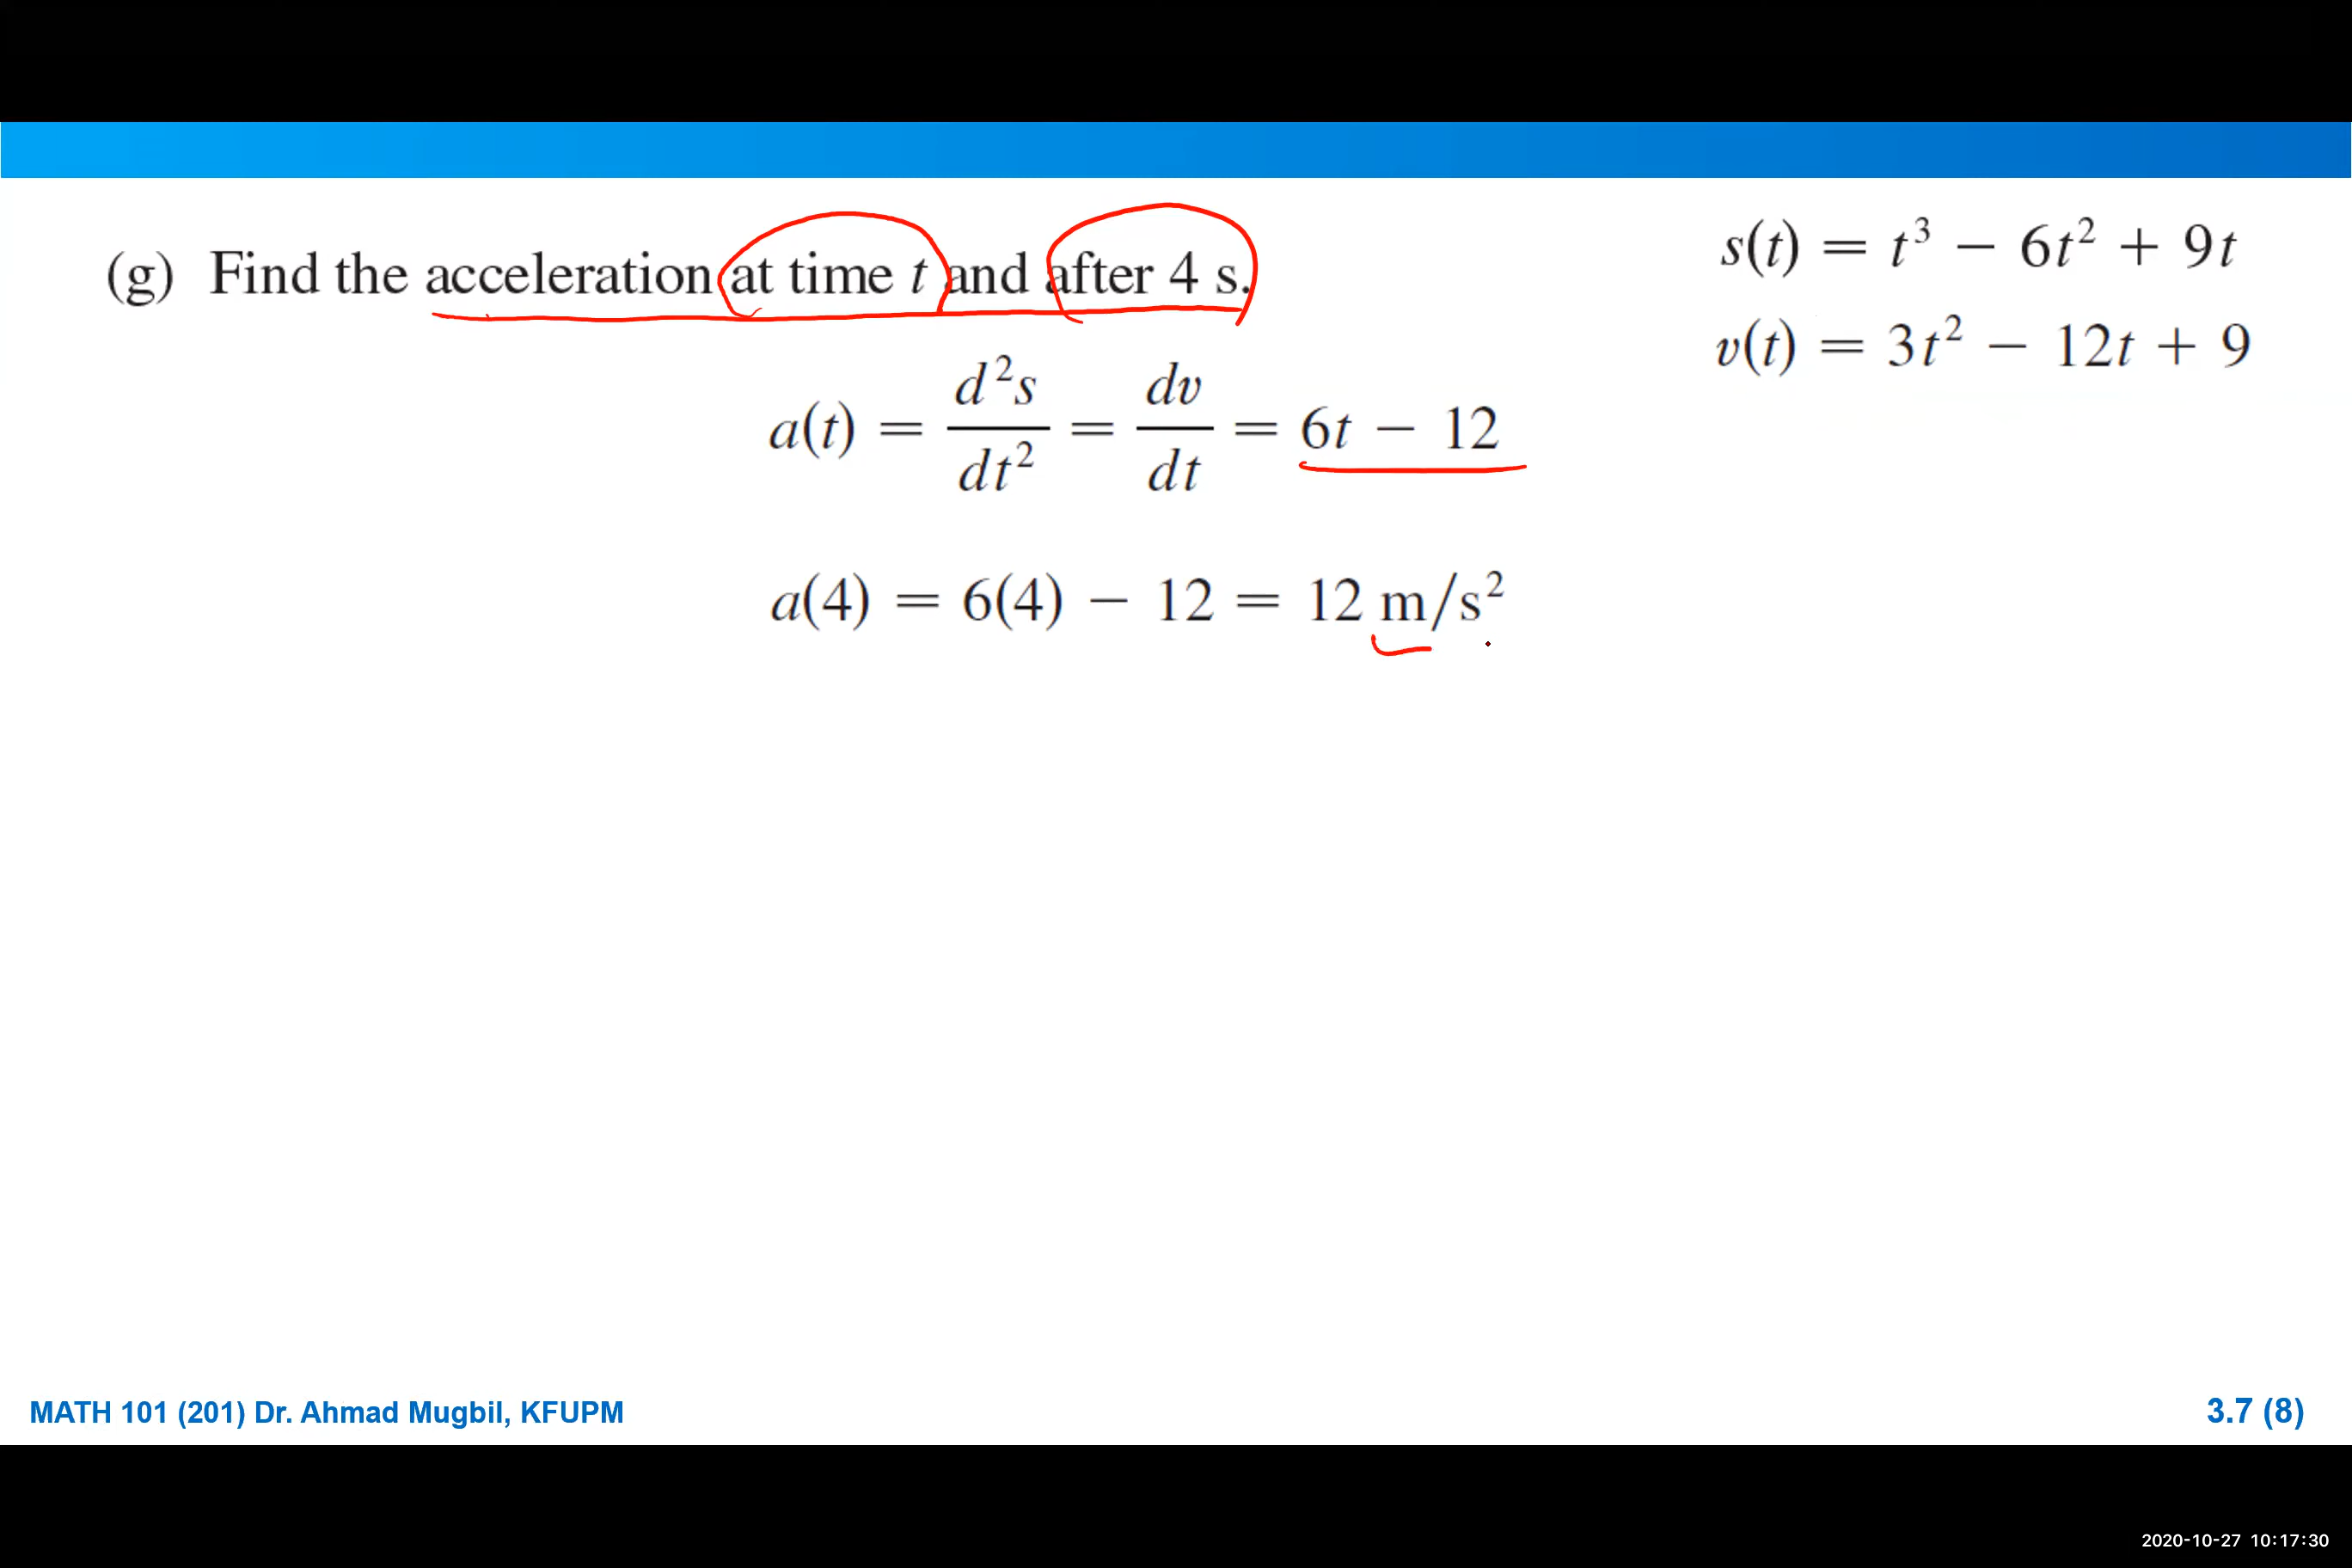 (g) Find the acceleration at time t and after 4 s.
s(t) = t³ − 6t² + 9t
v(t) = 3t² − 12t + 9
a(t) = d²s/dt² = dv/dt = 6t − 12
a(4) = 6(4) − 12 = 12 m/s²
MATH 101 (201) Dr. Ahmad Mugbil, KFUPM
3.7 (8)
2020-10-27 10:17:30